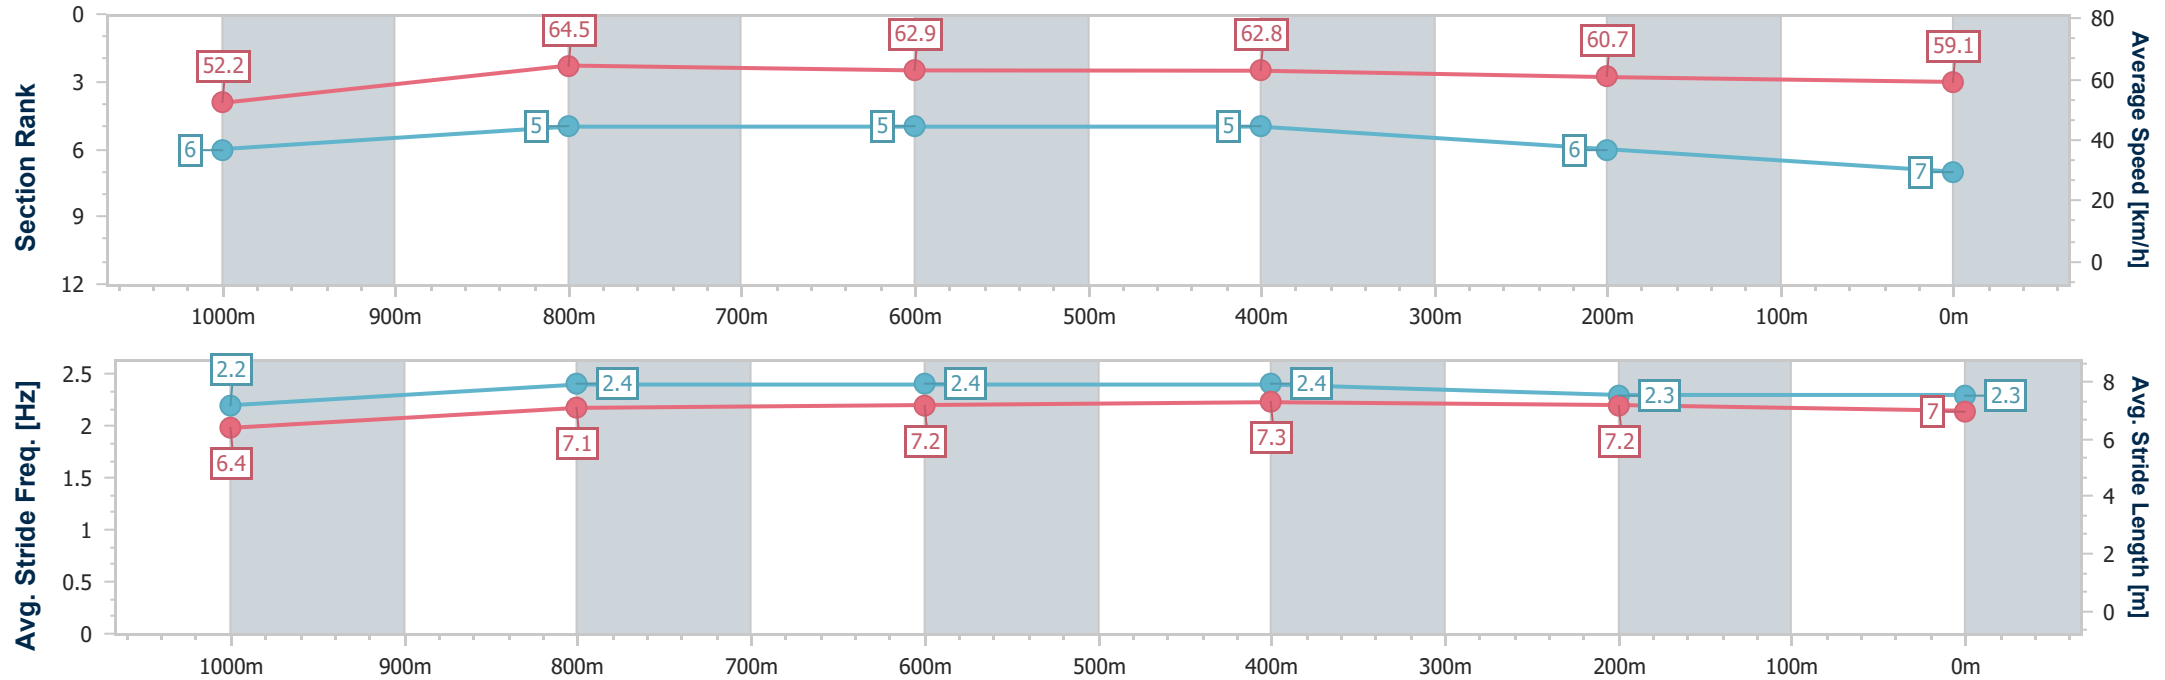 Section Rank
0
3
6
9
12
52.2
64.5
62.9
62.8
60.7
59.1
6
5
5
5
6
7
80
60
40
20
0
Average Speed [km/h]
1000m
900m
800m
700m
600m
500m
400m
300m
200m
100m
0m
Avg. Stride Freq. [Hz]
2.5
2
1.5
1
0.5
0
2.2
2.4
2.4
2.4
2.3
2.3
6.4
7.1
7.2
7.3
7.2
7
8
6
4
2
0
Avg. Stride Length [m]
1000m
900m
800m
700m
600m
500m
400m
300m
200m
100m
0m